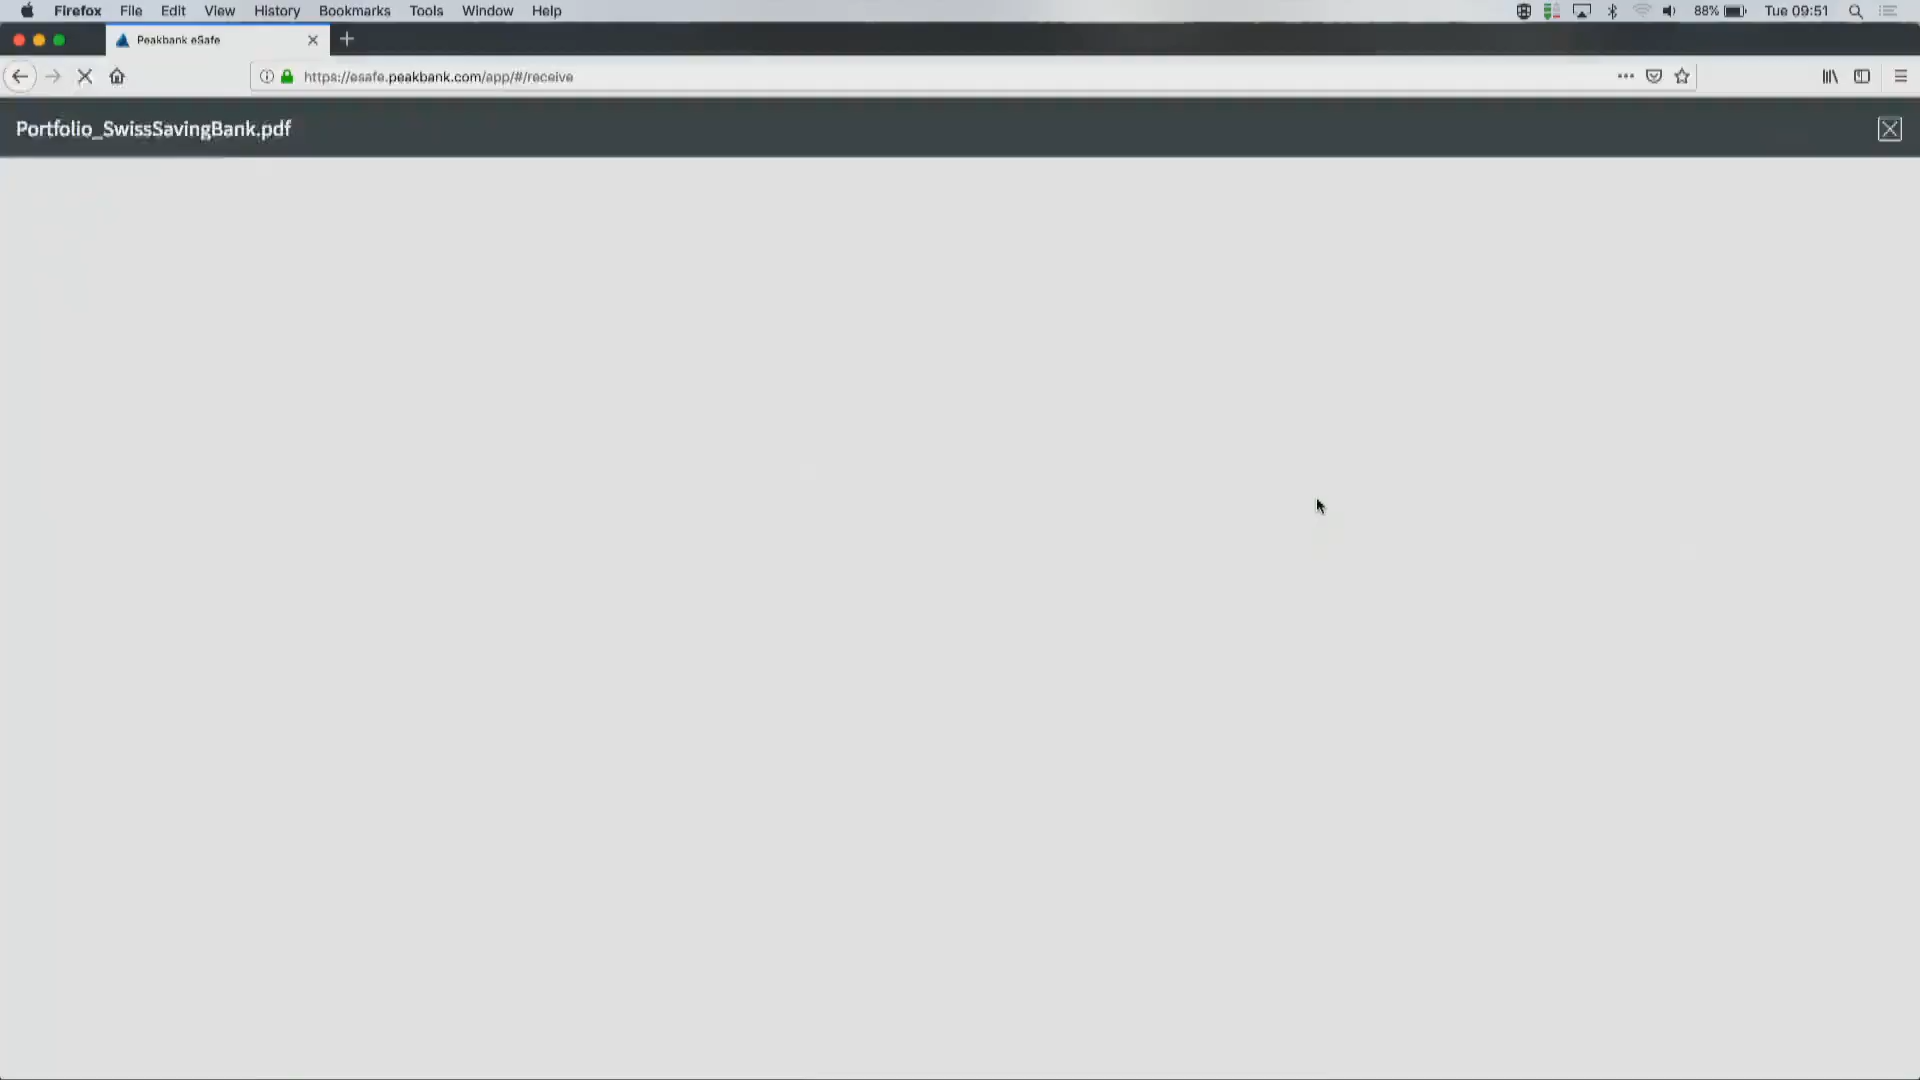 Firefox File Edit View History Bookmarks Tools Window Help 88% Tue 09:51
Peakbank eSafe
https://esafe.peakbank.com/app/#/receive
Portfolio_SwissSavingBank.pdf